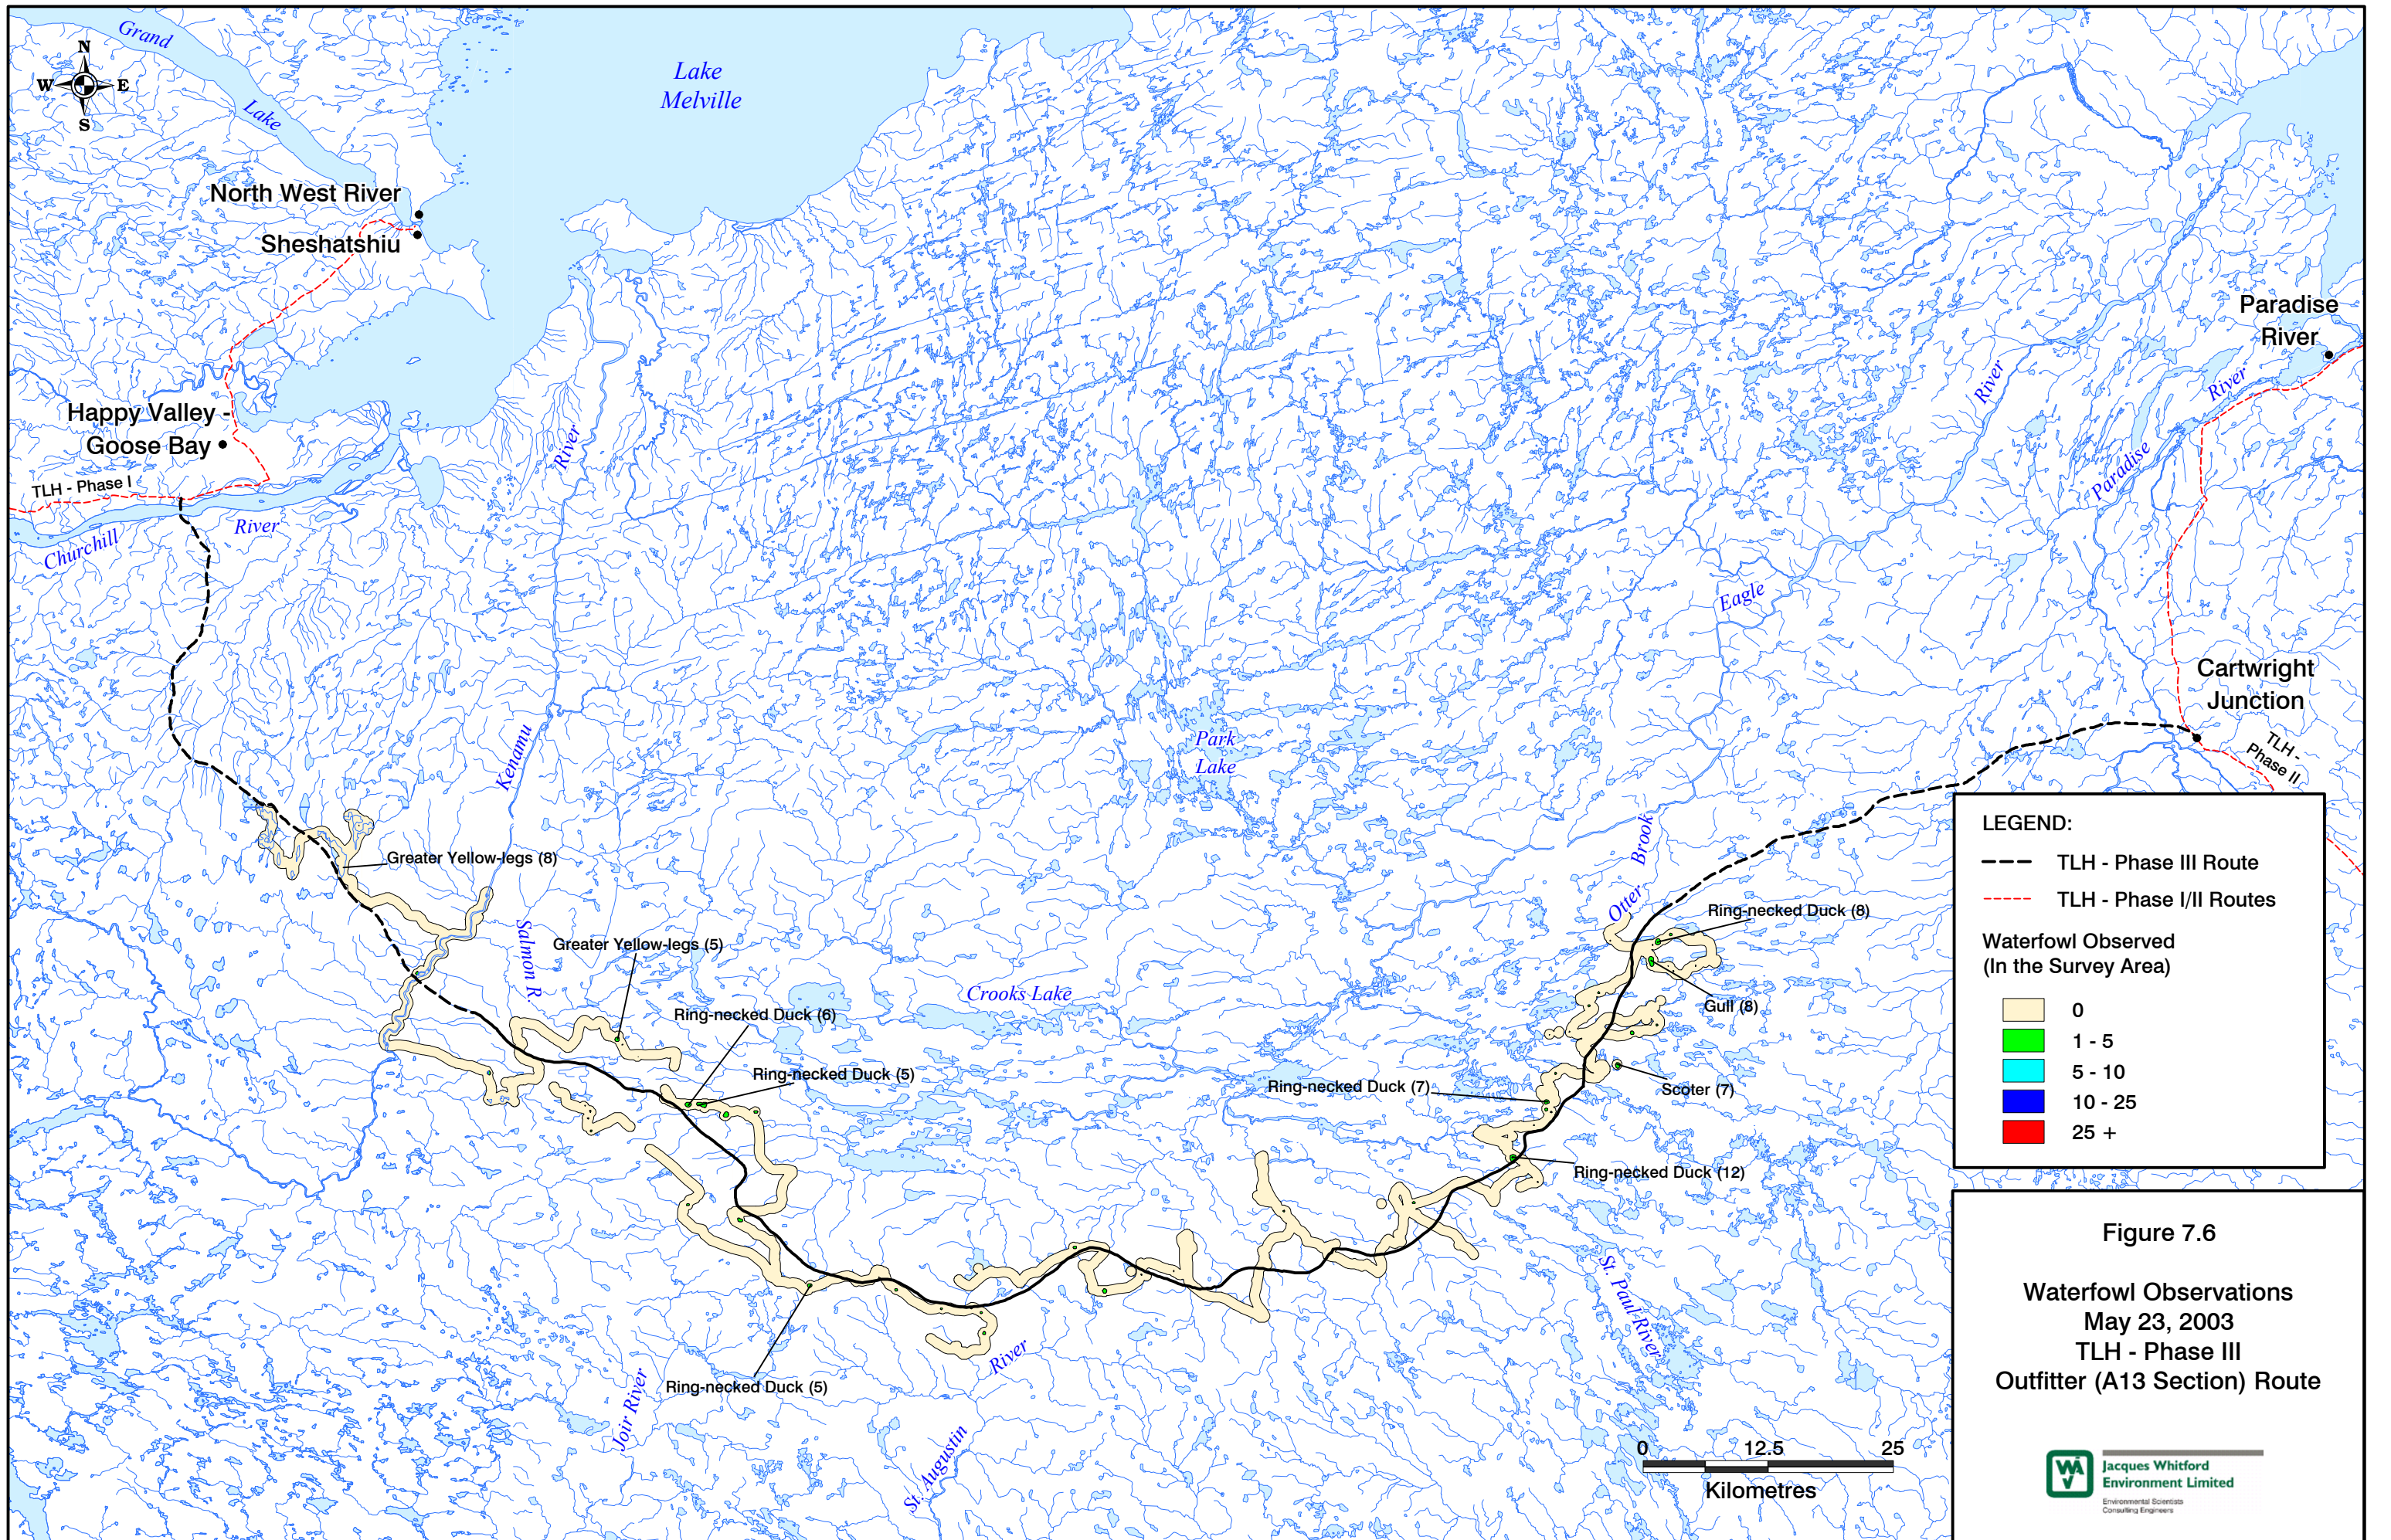 Grand
Lake
N
W
E
S
Lake
Melville
North West River
Sheshatshiu
Paradise
River
Happy Valley -
Goose Bay
TLH - Phase I
Churchill
River
River
River
River
Paradise
Eagle
Cartwright
Junction
TLH -
Phase II
Kenanu
Park
Lake
Otter
Brook
Greater Yellow-legs (8)
Salmon R.
Greater Yellow-legs (5)
Ring-necked Duck (6)
Ring-necked Duck (5)
Crooks Lake
Ring-necked Duck (8)
Gull (8)
Scoter (7)
Ring-necked Duck (7)
Ring-necked Duck (12)
Ring-necked Duck (5)
Joir River
St. Augustin
River
St. Paul River
LEGEND:
TLH - Phase III Route
TLH - Phase I/II Routes
Waterfowl Observed
(In the Survey Area)
0
1 - 5
5 - 10
10 - 25
25 +
0 12.5 25
Kilometres
Figure 7.6
Waterfowl Observations
May 23, 2003
TLH - Phase III
Outfitter (A13 Section) Route
Jacques Whitford
Environment Limited
Environmental Scientists
Consulting Engineers